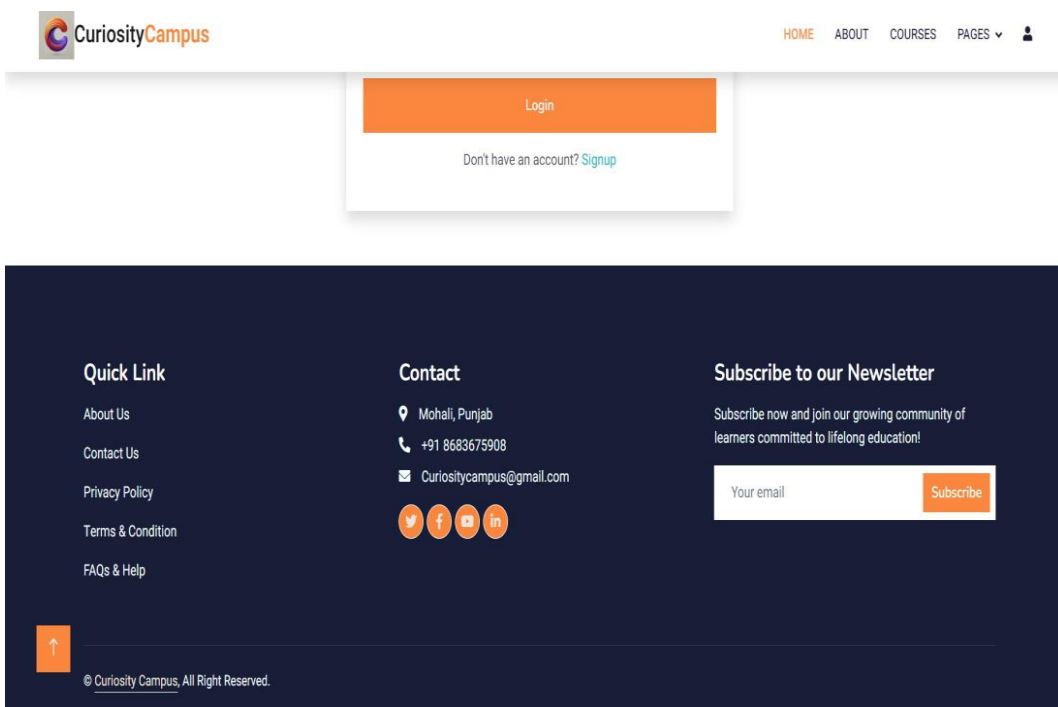 CuriosityCampus
HOME ABOUT COURSES PAGES
Login
Don't have an account? Signup
Quick Link
About Us
Contact Us
Privacy Policy
Terms & Condition
FAQs & Help
Contact
Mohali, Punjab
+91 8683675908
Curiositycampus@gmail.com
Subscribe to our Newsletter
Subscribe now and join our growing community of
learners committed to lifelong education!
Your email Subscribe
© Curiosity Campus, All Right Reserved.